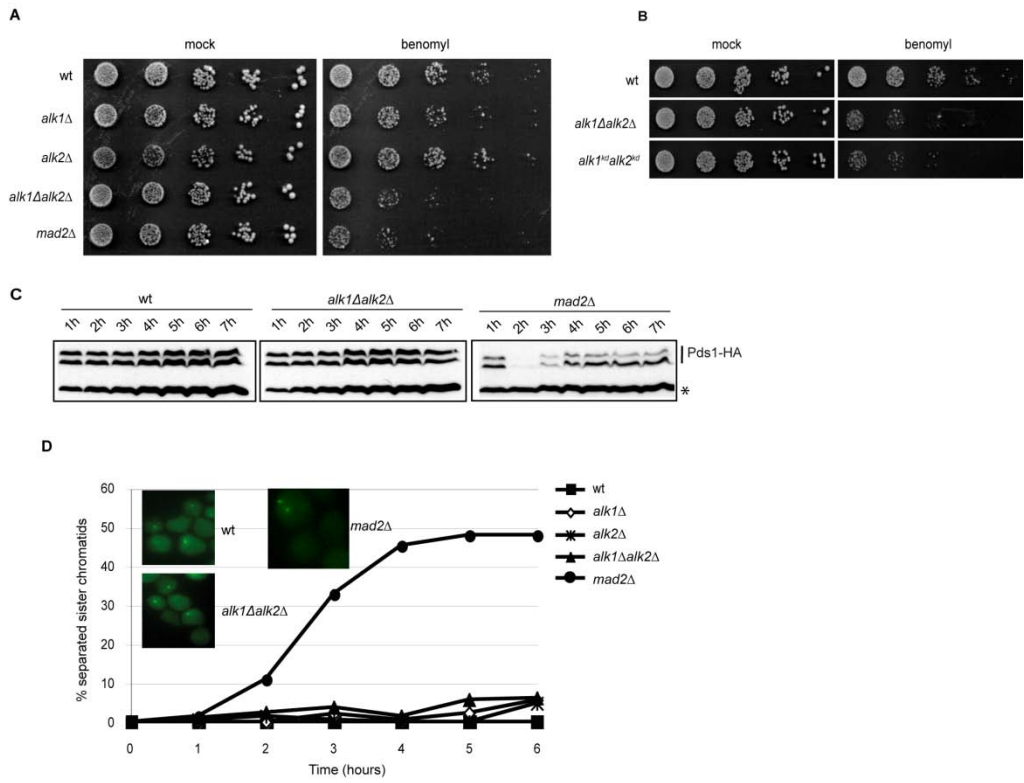 A
mock benomyl
wt
alk1Δ
alk2Δ
alk1Δalk2Δ
mad2Δ
B
mock benomyl
wt
alk1Δalk2Δ
alk1kdalk2kd
C
wt alk1Δalk2Δ mad2Δ
1h 2h 3h 4h 5h 6h 7h 1h 2h 3h 4h 5h 6h 7h 1h 2h 3h 4h 5h 6h 7h
Pds1-HA
*
D
% separated sister chromatids
60
50
40
30
20
10
0
wt
mad2Δ
alk1Δalk2Δ
wt
alk1Δ
alk2Δ
alk1Δalk2Δ
mad2Δ
0 1 2 3 4 5 6
Time (hours)